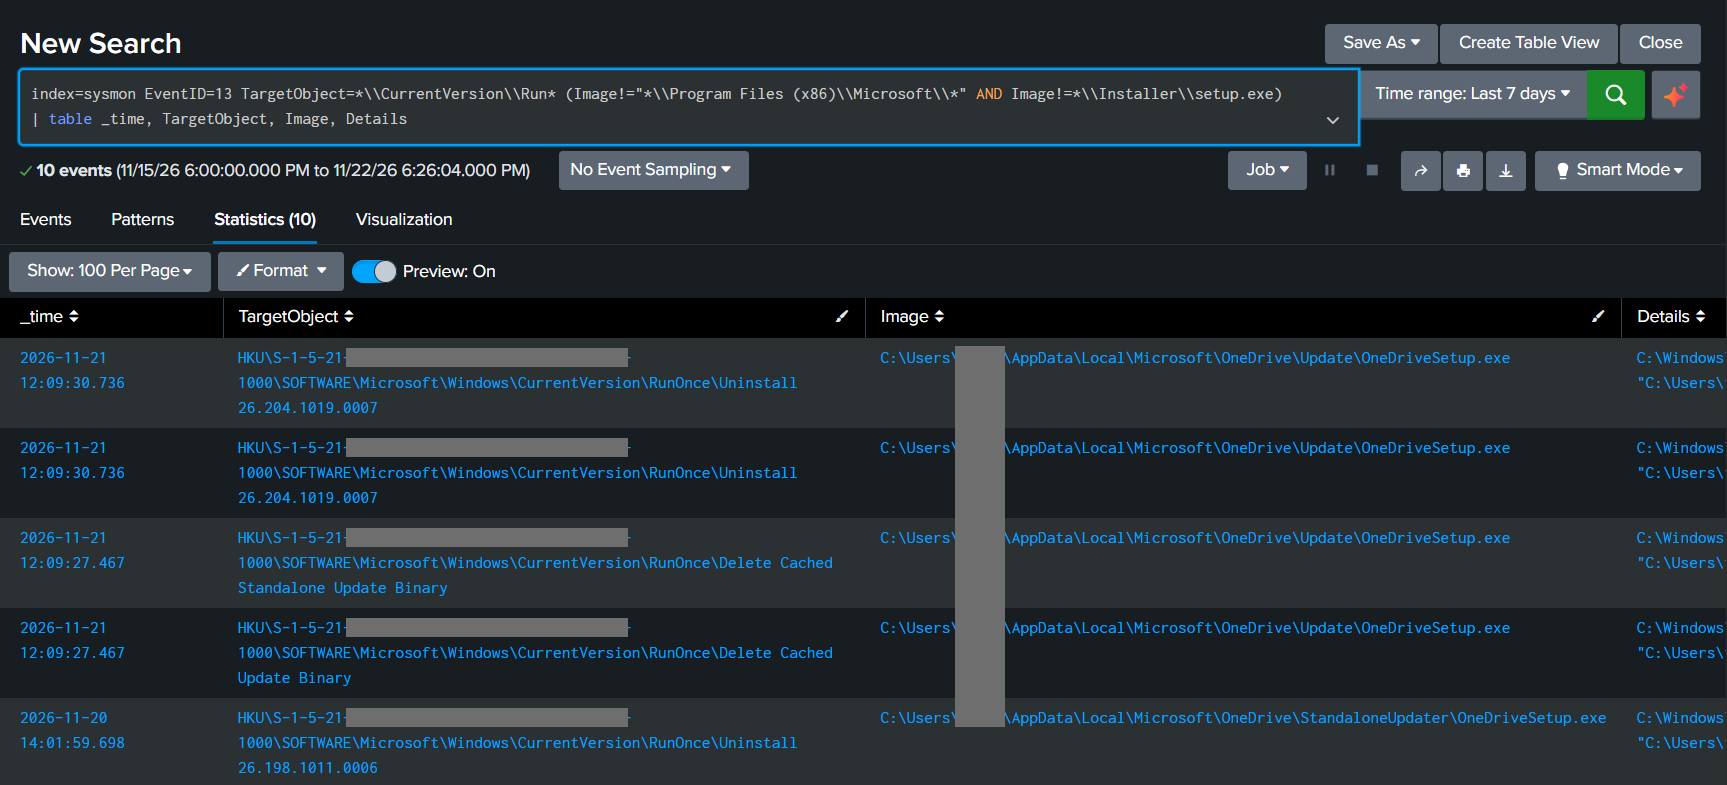 New Search
Save As
Create Table View
Close
index=sysmon EventID=13 TargetObject=*\\CurrentVersion\\Run* (Image!="*\\Program Files (x86)\\Microsoft\\*" AND Image!=*\\Installer\\setup.exe)
| table _time, TargetObject, Image, Details
Time range: Last 7 days
10 events (11/15/26 6:00:00.000 PM to 11/22/26 6:26:04.000 PM)
No Event Sampling
Job
Smart Mode
Events
Patterns
Statistics (10)
Visualization
Show: 100 Per Page
Format
Preview: On
_time
TargetObject
Image
Details
2026-11-21
12:09:30.736
HKU\S-1-5-21-
1000\SOFTWARE\Microsoft\Windows\CurrentVersion\RunOnce\Uninstall
26.204.1019.0007
C:\Users\ \AppData\Local\Microsoft\OneDrive\Update\OneDriveSetup.exe
C:\Windows
"C:\Users\
2026-11-21
12:09:30.736
HKU\S-1-5-21-
1000\SOFTWARE\Microsoft\Windows\CurrentVersion\RunOnce\Uninstall
26.204.1019.0007
C:\Users\ \AppData\Local\Microsoft\OneDrive\Update\OneDriveSetup.exe
C:\Windows
"C:\Users\
2026-11-21
12:09:27.467
HKU\S-1-5-21-
1000\SOFTWARE\Microsoft\Windows\CurrentVersion\RunOnce\Delete Cached
Standalone Update Binary
C:\Users\ \AppData\Local\Microsoft\OneDrive\Update\OneDriveSetup.exe
C:\Windows
"C:\Users\
2026-11-21
12:09:27.467
HKU\S-1-5-21-
1000\SOFTWARE\Microsoft\Windows\CurrentVersion\RunOnce\Delete Cached
Update Binary
C:\Users\ \AppData\Local\Microsoft\OneDrive\Update\OneDriveSetup.exe
C:\Windows
"C:\Users\
2026-11-20
14:01:59.698
HKU\S-1-5-21-
1000\SOFTWARE\Microsoft\Windows\CurrentVersion\RunOnce\Uninstall
26.198.1011.0006
C:\Users\ \AppData\Local\Microsoft\OneDrive\StandaloneUpdater\OneDriveSetup.exe
C:\Windows
"C:\Users\